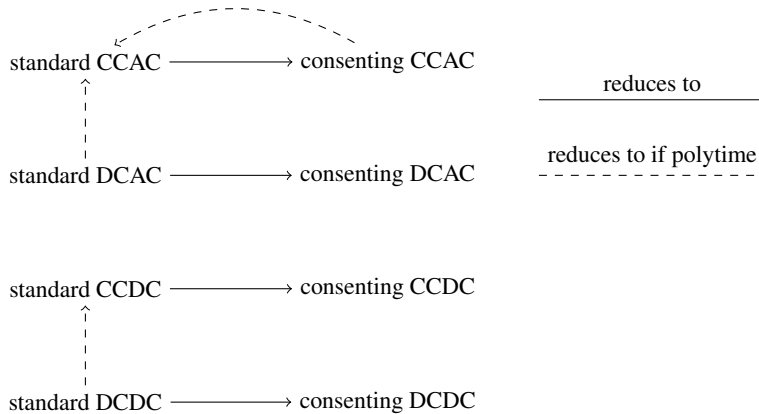 standard CCAC consenting CCAC
reduces to
reduces to if polytime
standard DCAC consenting DCAC
standard CCDC consenting CCDC
standard DCDC consenting DCDC